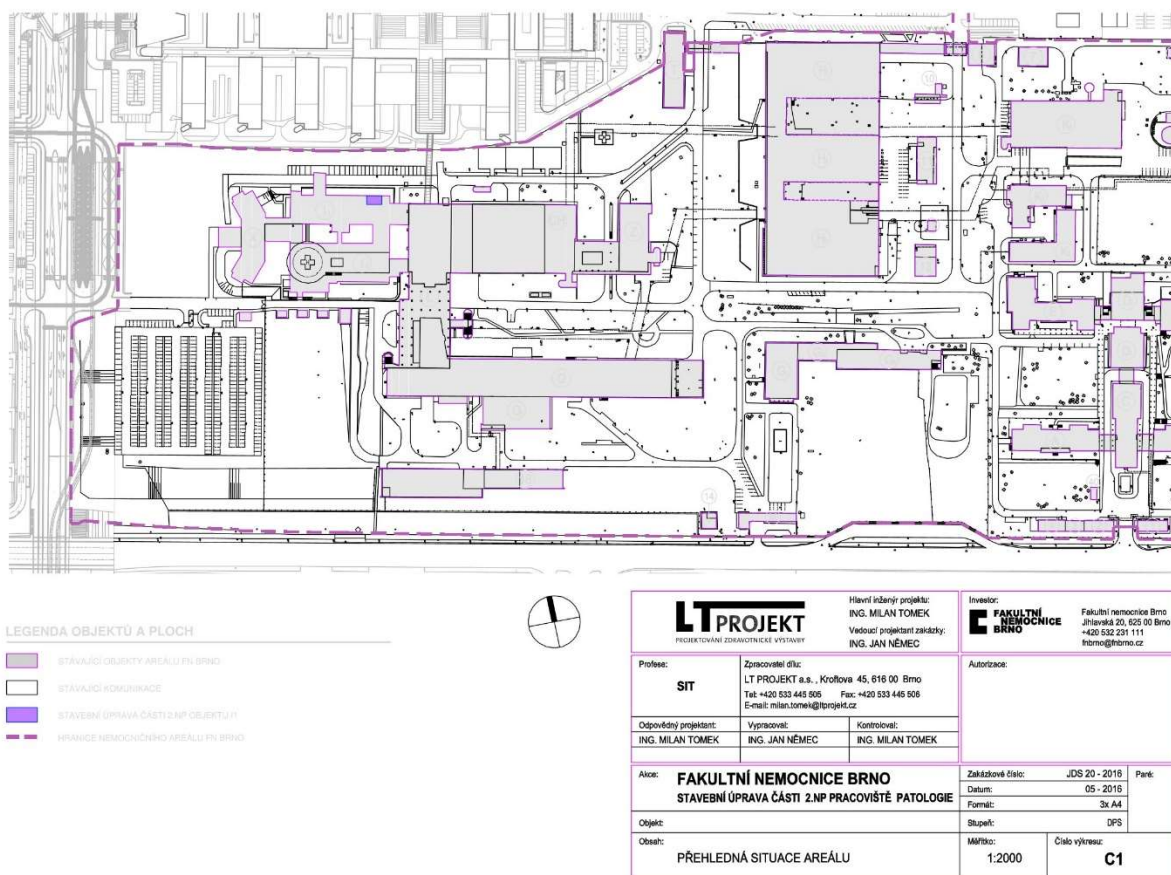 LEGENDA OBJEKTŮ A PLOCH
STÁVAJÍCÍ OBJEKTY AREÁLU FN BRNO
STÁVAJÍCÍ KOMUNIKACE
STAVEBNÍ ÚPRAVA ČÁSTI 2.NP OBJEKTU I1
HRANICE NEMOCNIČNÍHO AREÁLU FN BRNO
LT PROJEKT
PROJEKTOVÁNÍ ZDRAVOTNICKÉ VÝSTAVBY
Hlavní inženýr projektu:
ING. MILAN TOMEK
Vedoucí projektant zakázky:
ING. JAN NĚMEC
Investor:
FAKULTNÍ
NEMOCNICE
BRNO
Fakultní nemocnice Brno
Jihlavská 20, 625 00 Brno
+420 532 231 111
fnbrno@fnbrno.cz
Profese:
SIT
Zpracovatel dílu:
LT PROJEKT a.s., Kroftova 45, 616 00 Brno
Tel: +420 533 445 505 Fax: +420 533 445 506
E-mail: milan.tomek@ltprojekt.cz
Autorizace:
Odpovědný projektant:
ING. MILAN TOMEK
Vypracoval:
ING. JAN NĚMEC
Kontroloval:
ING. MILAN TOMEK
Akce:
FAKULTNÍ NEMOCNICE BRNO
STAVEBNÍ ÚPRAVA ČÁSTI 2.NP PRACOVIŠTĚ PATOLOGIE
Zakázkové číslo: JDS 20 - 2016
Paré:
Datum: 05 - 2016
Formát: 3x A4
Objekt:
Stupeň: DPS
Obsah:
PŘEHLEDNÁ SITUACE AREÁLU
Měřítko:
1:2000
Číslo výkresu:
C1